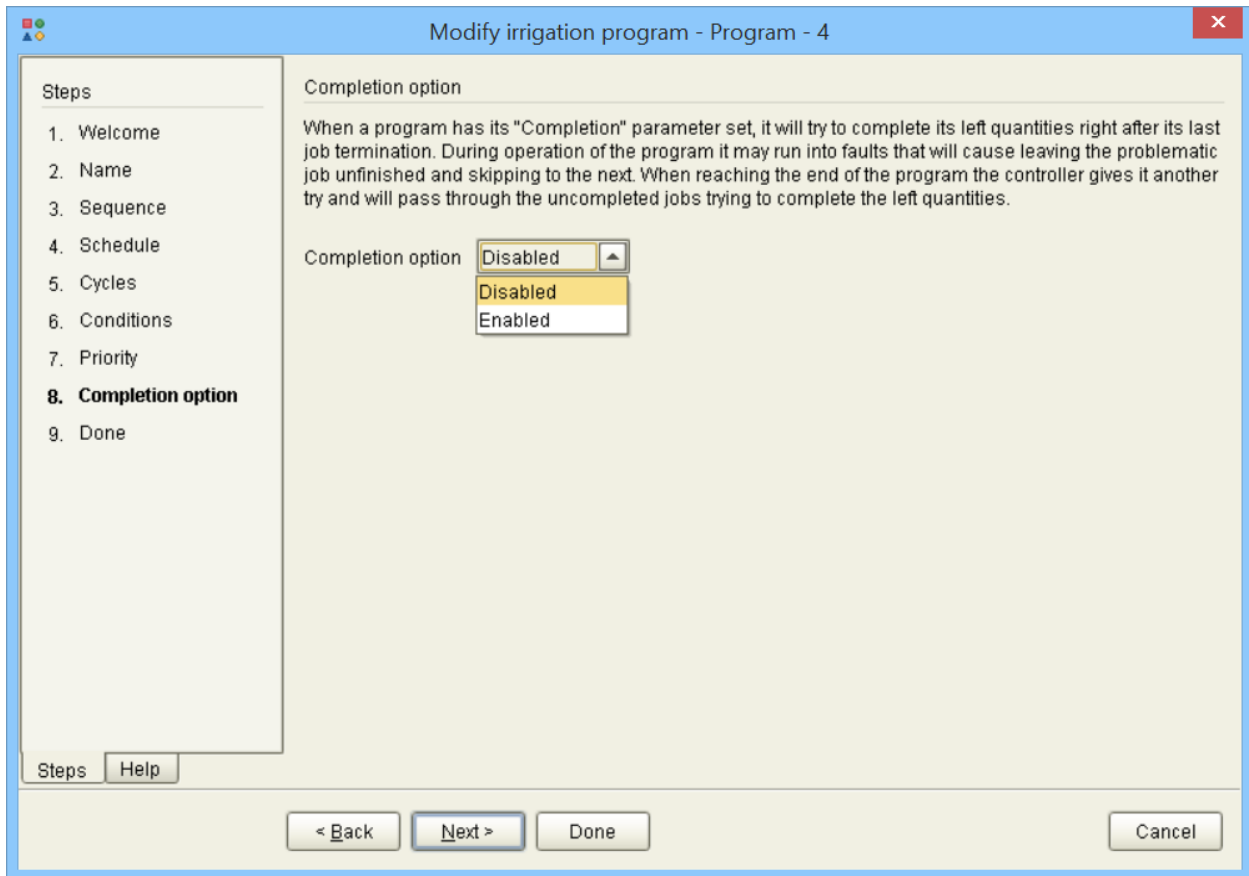 Modify irrigation program - Program - 4
x
Steps
1. Welcome
2. Name
3. Sequence
4. Schedule
5. Cycles
6. Conditions
7. Priority
8. Completion option
9. Done
Steps
Help
Completion option
When a program has its "Completion" parameter set, it will try to complete its left quantities right after its last
job termination. During operation of the program it may run into faults that will cause leaving the problematic
job unfinished and skipping to the next. When reaching the end of the program the controller gives it another
try and will pass through the uncompleted jobs trying to complete the left quantities.
Completion option Disabled
Disabled
Enabled
< Back
Next >
Done
Cancel